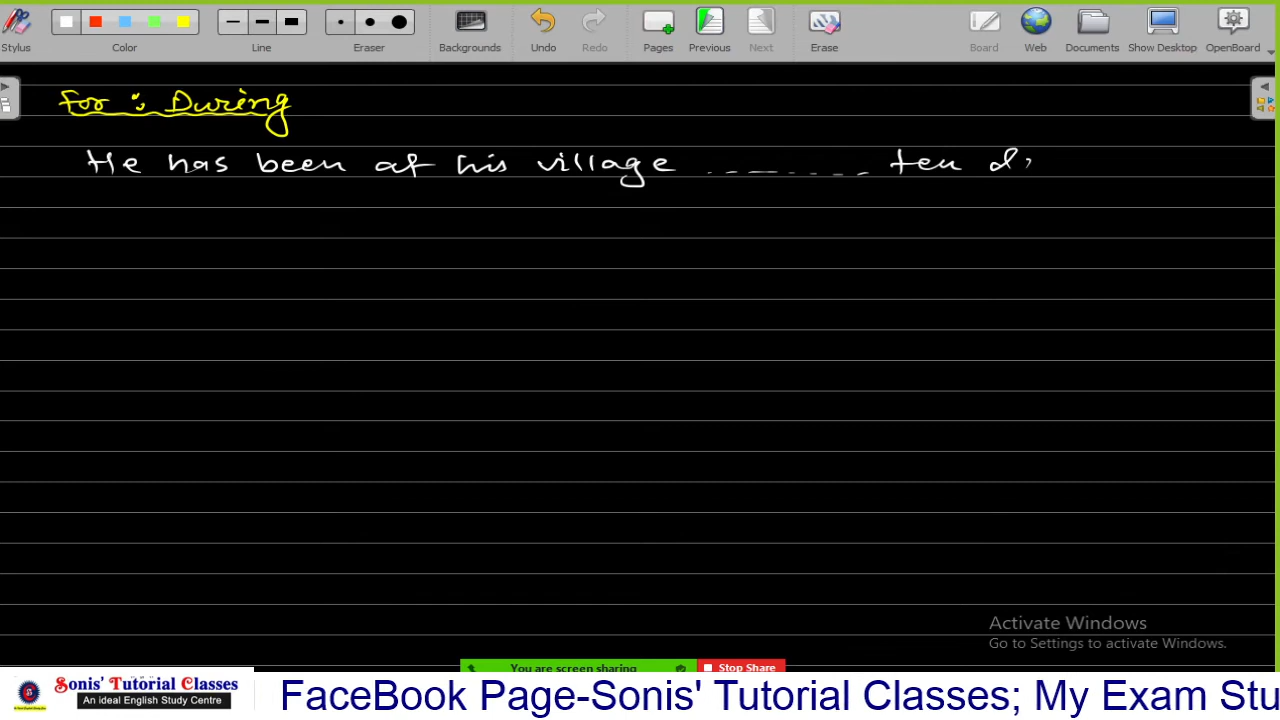 Stylus
Color
Line
Eraser
Backgrounds
Undo
Redo
Pages
Previous
Next
Erase
Board
Web
Documents
Show Desktop
OpenBoard
For : During
He has been at his village -------- ten d
Activate Windows
Go to Settings to activate Windows.
You are screen sharing
Stop Share
Sonis' Tutorial Classes
An ideal English Study Centre
FaceBook Page-Sonis' Tutorial Classes; My Exam Stu